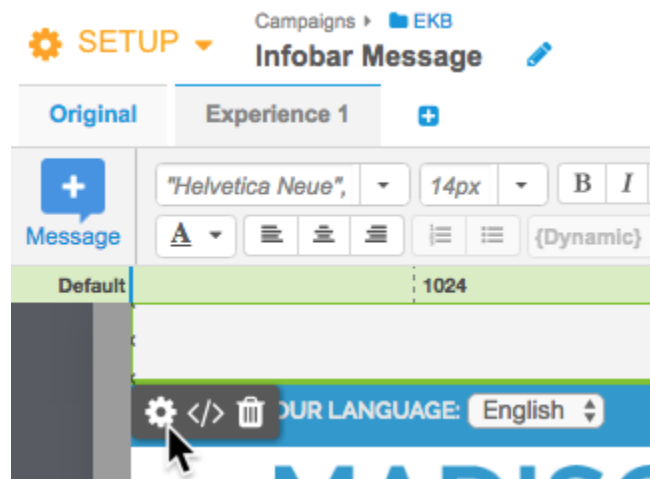 SETUP
Campaigns
EKB
Infobar Message
Original
Experience 1
Message
"Helvetica Neue",
14px
B
I
A
{Dynamic}
Default
1024
</>
OUR LANGUAGE:
English